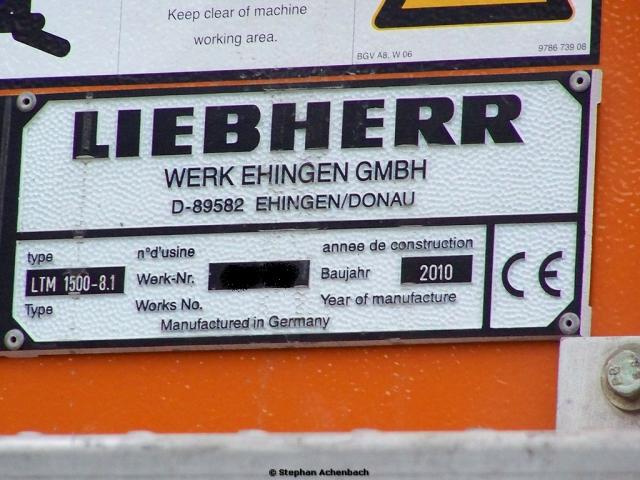 Keep clear of machine
working area.
BGV A8, W 06
9786 739 08
LIEBHERR
WERK EHINGEN GMBH
D-89582 EHINGEN/DONAU
type
LTM 1500-8.1
Type
n°d'usine
Werk-Nr.
Works No.
annee de construction
Baujahr 2010
Year of manufacture
Manufactured in Germany
CE
© Stephan Achenbach